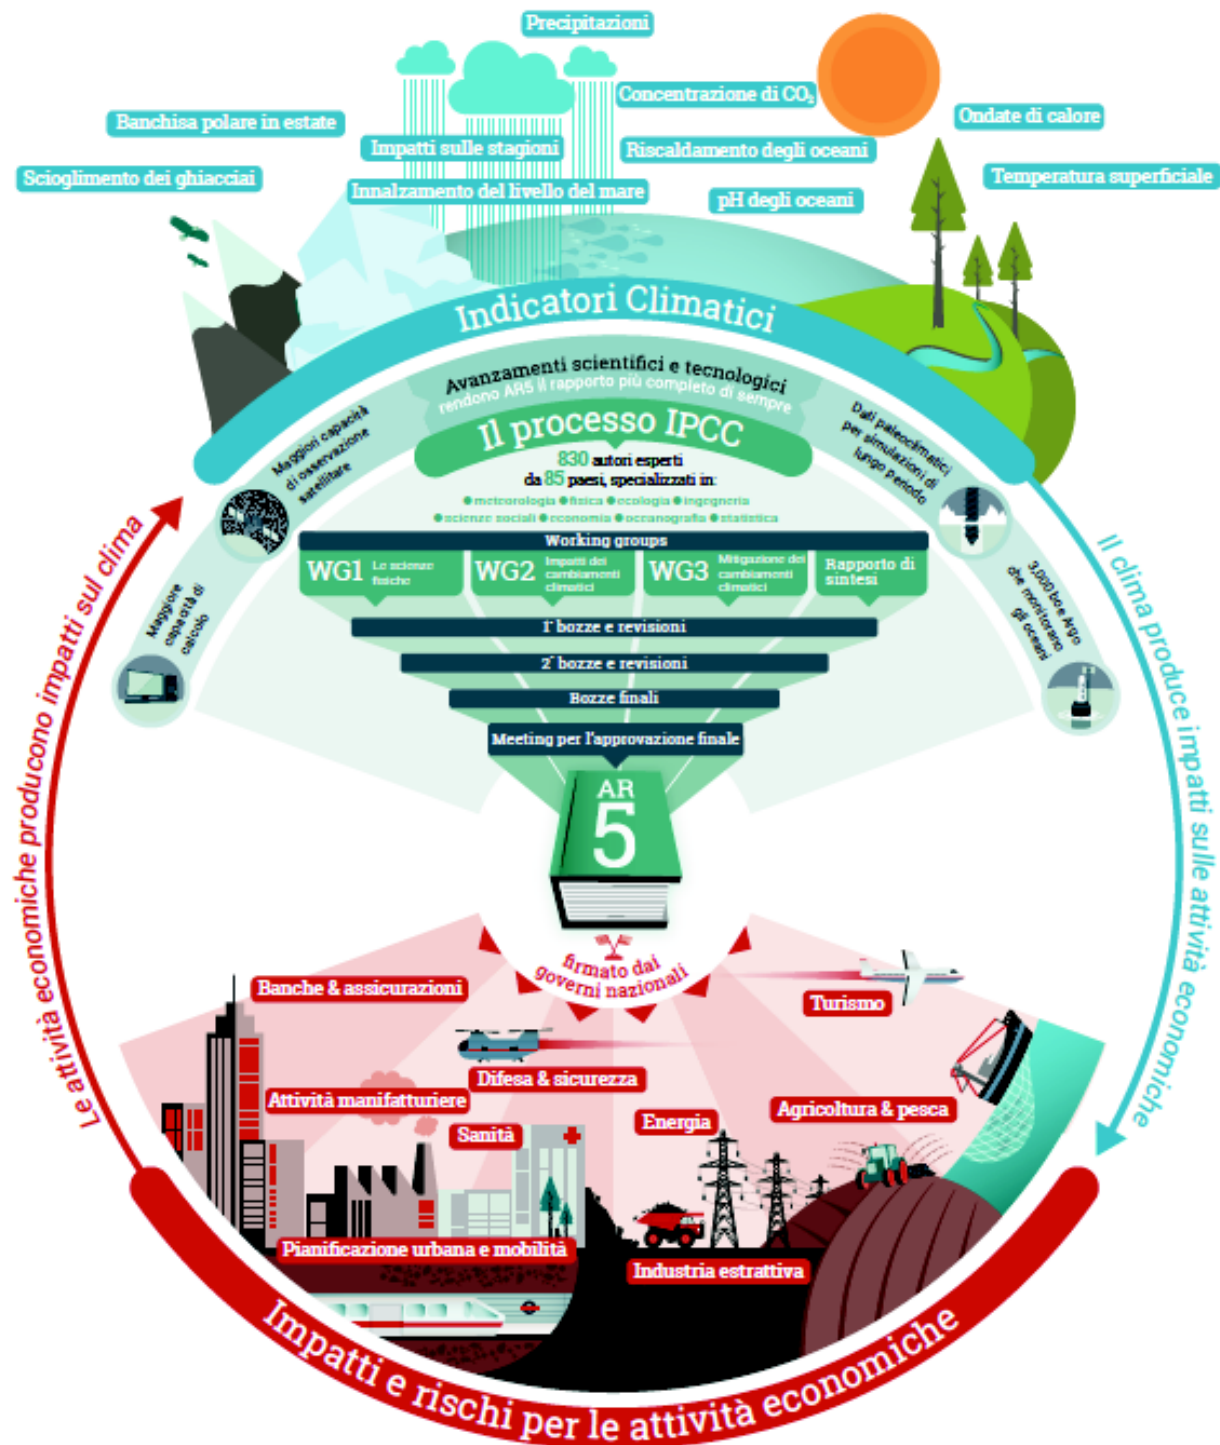 Precipitazioni
Concentrazione di CO₂
Ondate di calore
Banchisa polare in estate
Impatti sulle stagioni
Riscaldamento degli oceani
Scioglimento dei ghiacciai
Innalzamento del livello del mare
pH degli oceani
Temperatura superficiale
Indicatori Climatici
Avanzamenti scientifici e tecnologici
rendono AR5 il rapporto più completo di sempre
Il processo IPCC
830 autori esperti
da 85 paesi, specializzati in:
● meteorologia ● fisica ● ecologia ● ingegneria
● scienze sociali ● economia ● oceanografia ● statistica
Maggiori capacità
di osservazione
satellitare
Dati paleoclimatici
per simulazioni di
lungo periodo
Maggiore
capacità di
calcolo
3,000 boe Argo
che monitorano
gli oceani
Working groups
WG1 Le scienze
fisiche
WG2 Impatti dei
cambiamenti
climatici
WG3 Mitigazione dei
cambiamenti
climatici
Rapporto di
sintesi
1° bozze e revisioni
2° bozze e revisioni
Bozze finali
Meeting per l'approvazione finale
AR
5
firmato dai
governi nazionali
Le attività economiche producono impatti sul clima
Il clima produce impatti sulle attività economiche
Banche & assicurazioni
Turismo
Difesa & sicurezza
Attività manifatturiere
Agricoltura & pesca
Energia
Sanità
Pianificazione urbana e mobilità
Industria estrattiva
Impatti e rischi per le attività economiche